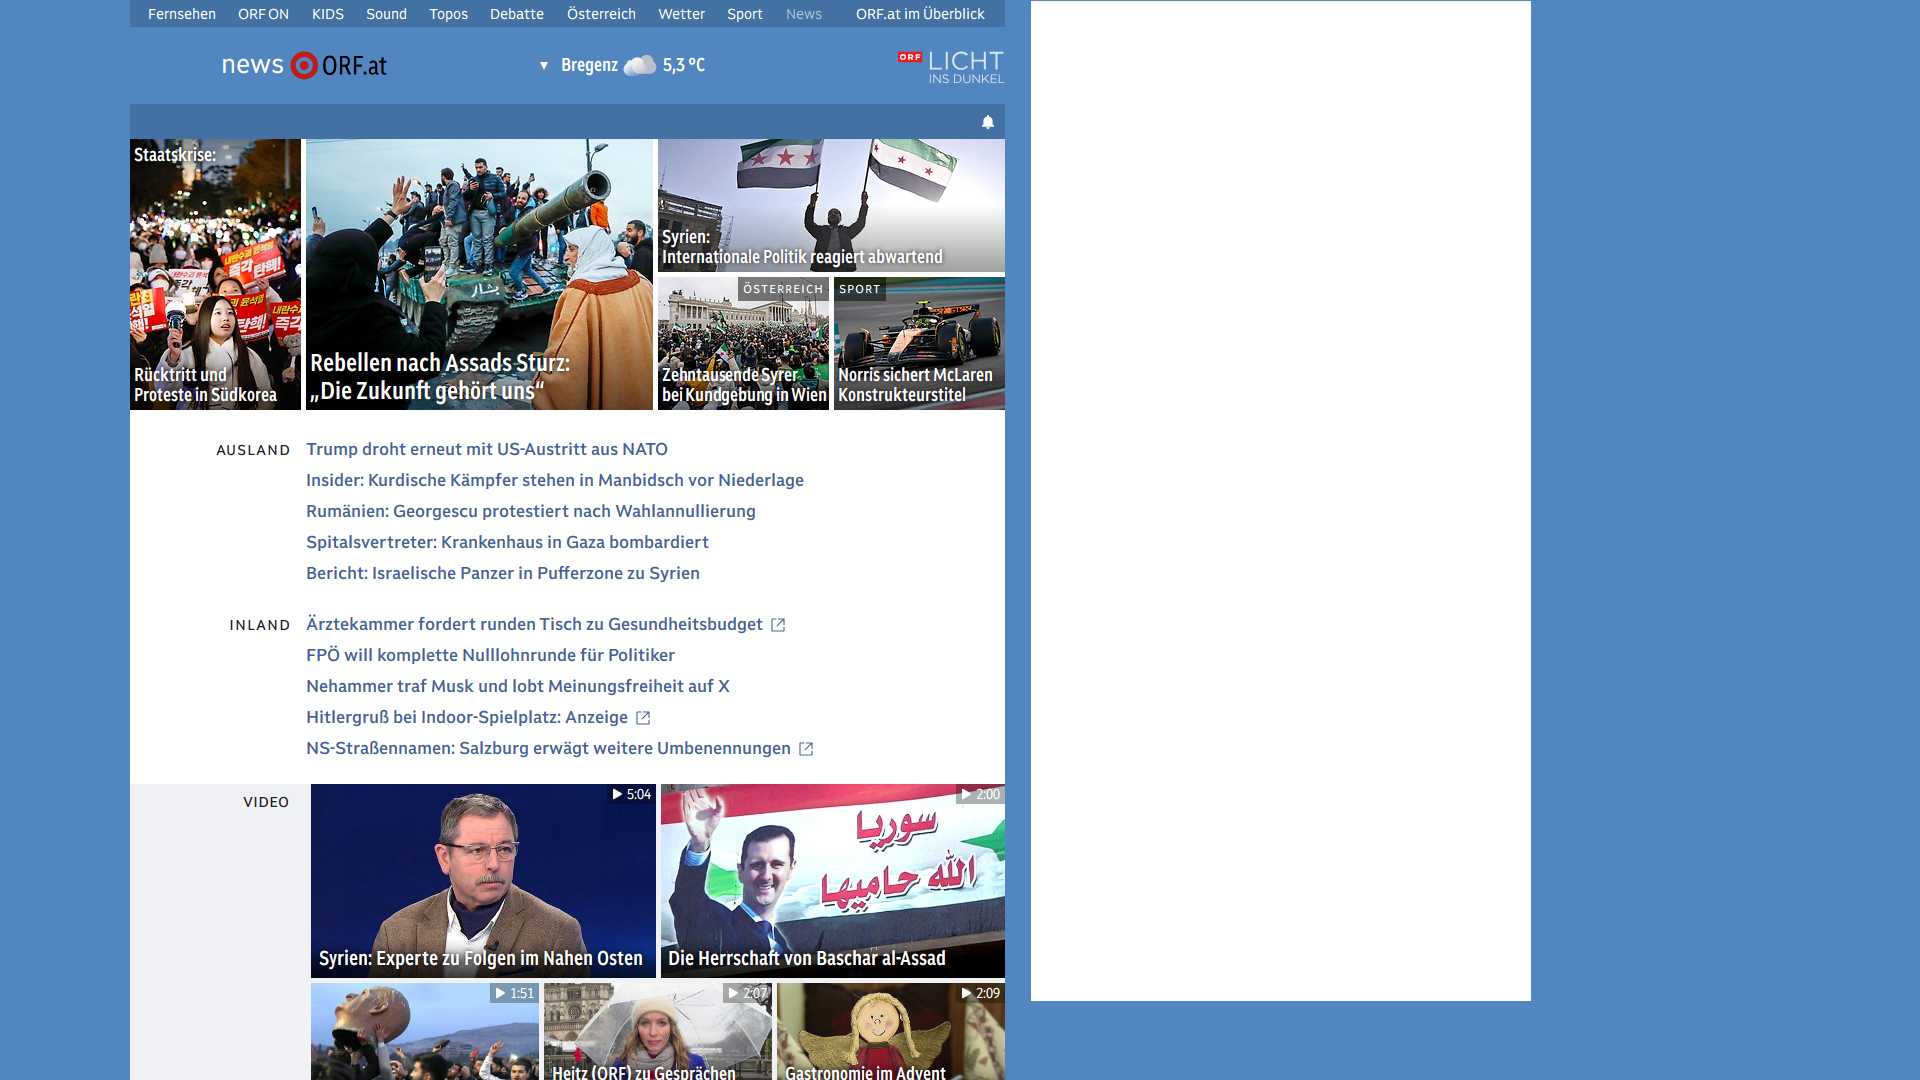 Fernsehen ORF ON KIDS Sound Topos Debatte Österreich Wetter Sport News ORF.at im Überblick
news ORF.at
Bregenz 5,3 °C
ORF LICHT
INS DUNKEL
Staatskrise:
Rücktritt und
Proteste in Südkorea
Rebellen nach Assads Sturz:
„Die Zukunft gehört uns“
Syrien:
Internationale Politik reagiert abwartend
ÖSTERREICH
Zehntausende Syrer
bei Kundgebung in Wien
SPORT
Norris sichert McLaren
Konstrukteurstitel
AUSLAND
Trump droht erneut mit US-Austritt aus NATO
Insider: Kurdische Kämpfer stehen in Manbidsch vor Niederlage
Rumänien: Georgescu protestiert nach Wahlannullierung
Spitalsvertreter: Krankenhaus in Gaza bombardiert
Bericht: Israelische Panzer in Pufferzone zu Syrien
INLAND
Ärztekammer fordert runden Tisch zu Gesundheitsbudget
FPÖ will komplette Nulllohnrunde für Politiker
Nehammer traf Musk und lobt Meinungsfreiheit auf X
Hitlergruß bei Indoor-Spielplatz: Anzeige
NS-Straßennamen: Salzburg erwägt weitere Umbenennungen
VIDEO
5:04
Syrien: Experte zu Folgen im Nahen Osten
2:00
سوريا
الله حاميها
Die Herrschaft von Baschar al-Assad
1:51
2:07
Heitz (ORF) zu Gesprächen
2:09
Gastronomie im Advent